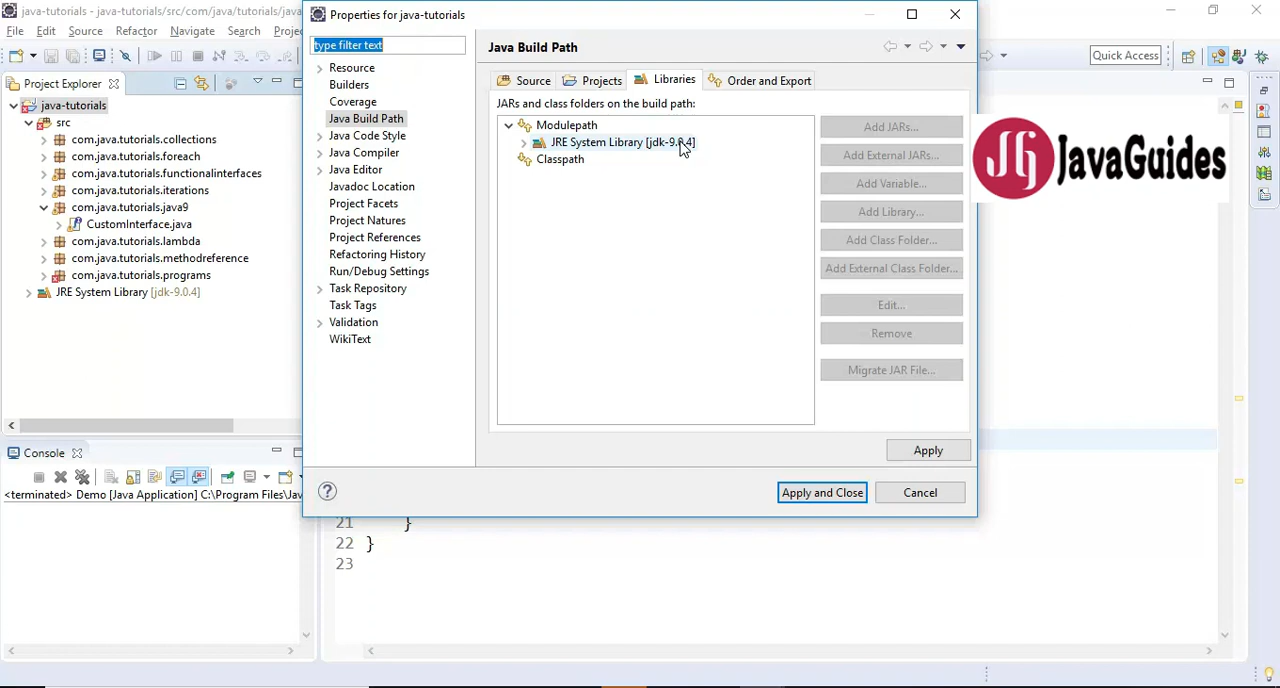 java-tutorials - java-tutorials/src/com/java/tutorials/
File Edit Source Refactor Navigate Search Proje
Quick Access
Project Explorer
java-tutorials
src
com.java.tutorials.collections
com.java.tutorials.foreach
com.java.tutorials.functionalinterfaces
com.java.tutorials.iterations
com.java.tutorials.java9
CustomInterface.java
com.java.tutorials.lambda
com.java.tutorials.methodreference
com.java.tutorials.programs
JRE System Library [jdk-9.0.4]
Console
<terminated> Demo [Java Application] C:\Program Files\Jav
Properties for java-tutorials
type filter text
Resource
Builders
Coverage
Java Build Path
Java Code Style
Java Compiler
Java Editor
Javadoc Location
Project Facets
Project Natures
Project References
Refactoring History
Run/Debug Settings
Task Repository
Task Tags
Validation
WikiText
Java Build Path
Source Projects Libraries Order and Export
JARs and class folders on the build path:
Modulepath
JRE System Library [jdk-9.0.4]
Classpath
Add JARs...
Add External JARs...
Add Variable...
Add Library...
Add Class Folder...
Add External Class Folder...
Edit...
Remove
Migrate JAR File...
Apply
Apply and Close Cancel
JG JavaGuides
21 }
22 }
23